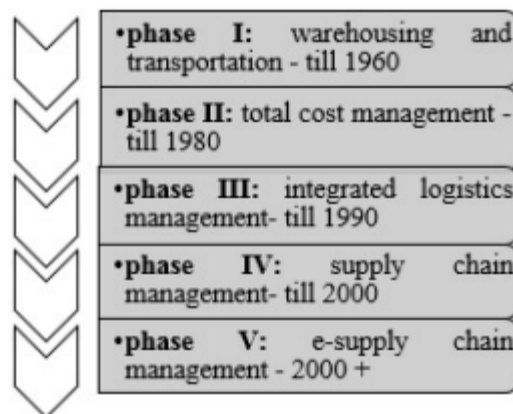 •phase I: warehousing and
transportation - till 1960
•phase II: total cost management -
till 1980
•phase III: integrated logistics
management- till 1990
•phase IV: supply chain
management- till 2000
•phase V: e-supply chain
management - 2000 +